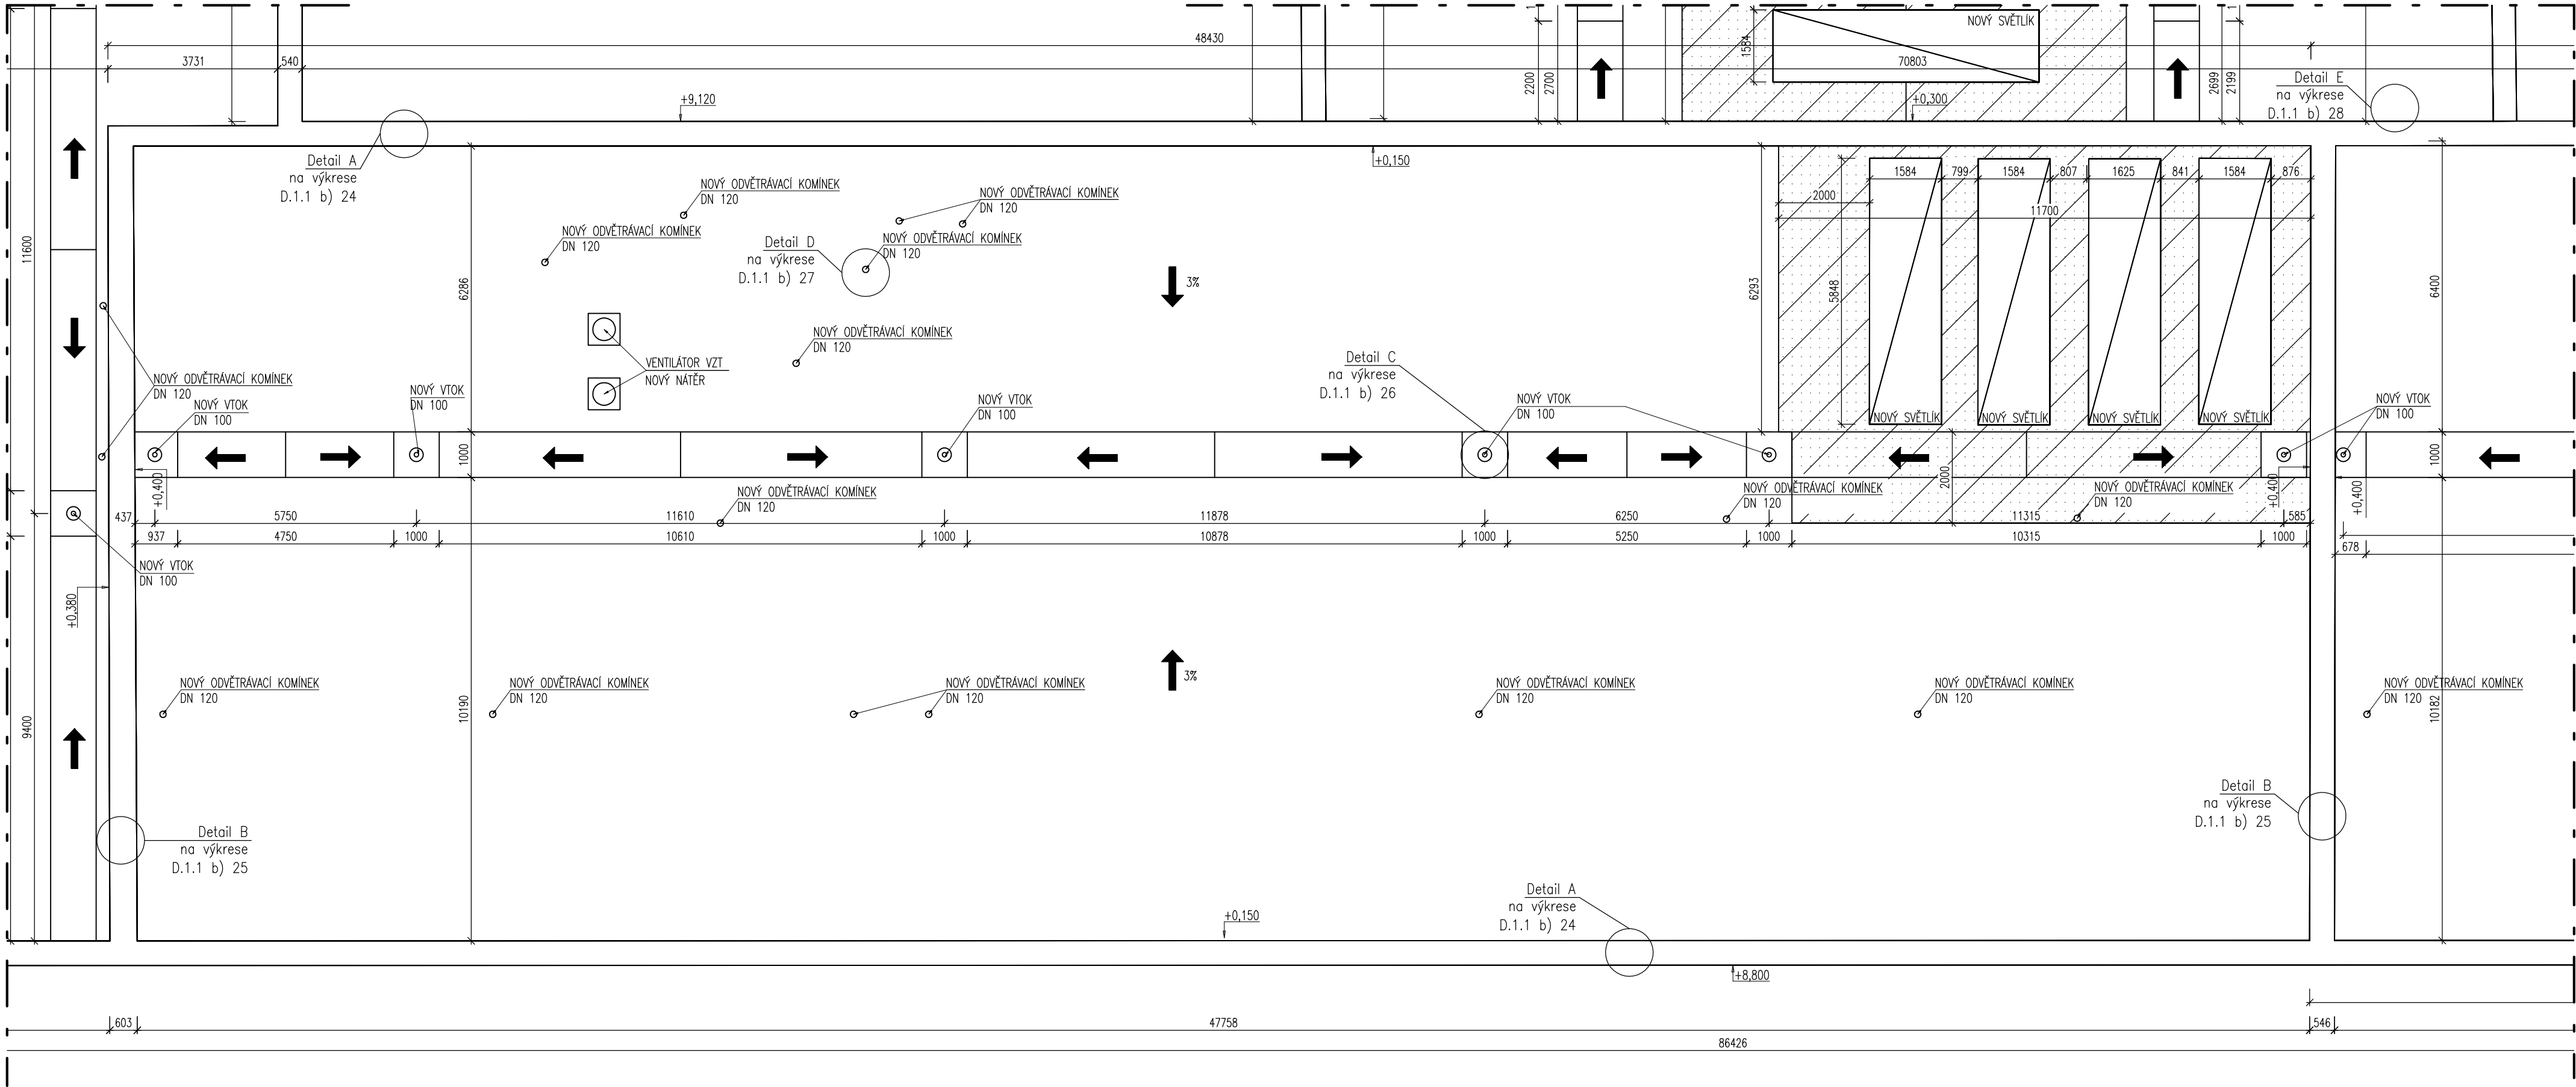 48430
3731
540
70803
NOVÝ SVĚTLÍK
1584
2200
2700
1
2699
2199
1
+9,120
+0,300
Detail E
na výkrese
D.1.1 b) 28
Detail A
na výkrese
D.1.1 b) 24
+0,150
NOVÝ ODVĚTRÁVACÍ KOMÍNEK
DN 120
NOVÝ ODVĚTRÁVACÍ KOMÍNEK
DN 120
NOVÝ ODVĚTRÁVACÍ KOMÍNEK
DN 120
NOVÝ ODVĚTRÁVACÍ KOMÍNEK
DN 120
Detail D
na výkrese
D.1.1 b) 27
1584
799
1584
807
1625
841
1584
876
2000
11700
11600
6286
3%
6293
5848
6400
NOVÝ ODVĚTRÁVACÍ KOMÍNEK
DN 120
VENTILÁTOR VZT
NOVÝ NÁTĚR
Detail C
na výkrese
D.1.1 b) 26
NOVÝ ODVĚTRÁVACÍ KOMÍNEK
DN 120
NOVÝ VTOK
DN 100
NOVÝ VTOK
DN 100
NOVÝ VTOK
DN 100
NOVÝ VTOK
DN 100
NOVÝ SVĚTLÍK
NOVÝ SVĚTLÍK
NOVÝ SVĚTLÍK
NOVÝ SVĚTLÍK
NOVÝ VTOK
DN 100
1000
2000
1000
+0,400
+0,400
+0,400
NOVÝ ODVĚTRÁVACÍ KOMÍNEK
DN 120
NOVÝ ODVĚTRÁVACÍ KOMÍNEK
DN 120
NOVÝ ODVĚTRÁVACÍ KOMÍNEK
DN 120
437
5750
11610
11878
6250
11315
585
937
4750
1000
10610
1000
10878
1000
5250
1000
10315
1000
678
NOVÝ VTOK
DN 100
+0,380
9400
10190
3%
10182
NOVÝ ODVĚTRÁVACÍ KOMÍNEK
DN 120
NOVÝ ODVĚTRÁVACÍ KOMÍNEK
DN 120
NOVÝ ODVĚTRÁVACÍ KOMÍNEK
DN 120
NOVÝ ODVĚTRÁVACÍ KOMÍNEK
DN 120
NOVÝ ODVĚTRÁVACÍ KOMÍNEK
DN 120
NOVÝ ODVĚTRÁVACÍ KOMÍNEK
DN 120
Detail B
na výkrese
D.1.1 b) 25
Detail B
na výkrese
D.1.1 b) 25
Detail A
na výkrese
D.1.1 b) 24
+0,150
+8,800
603
47758
546
86426